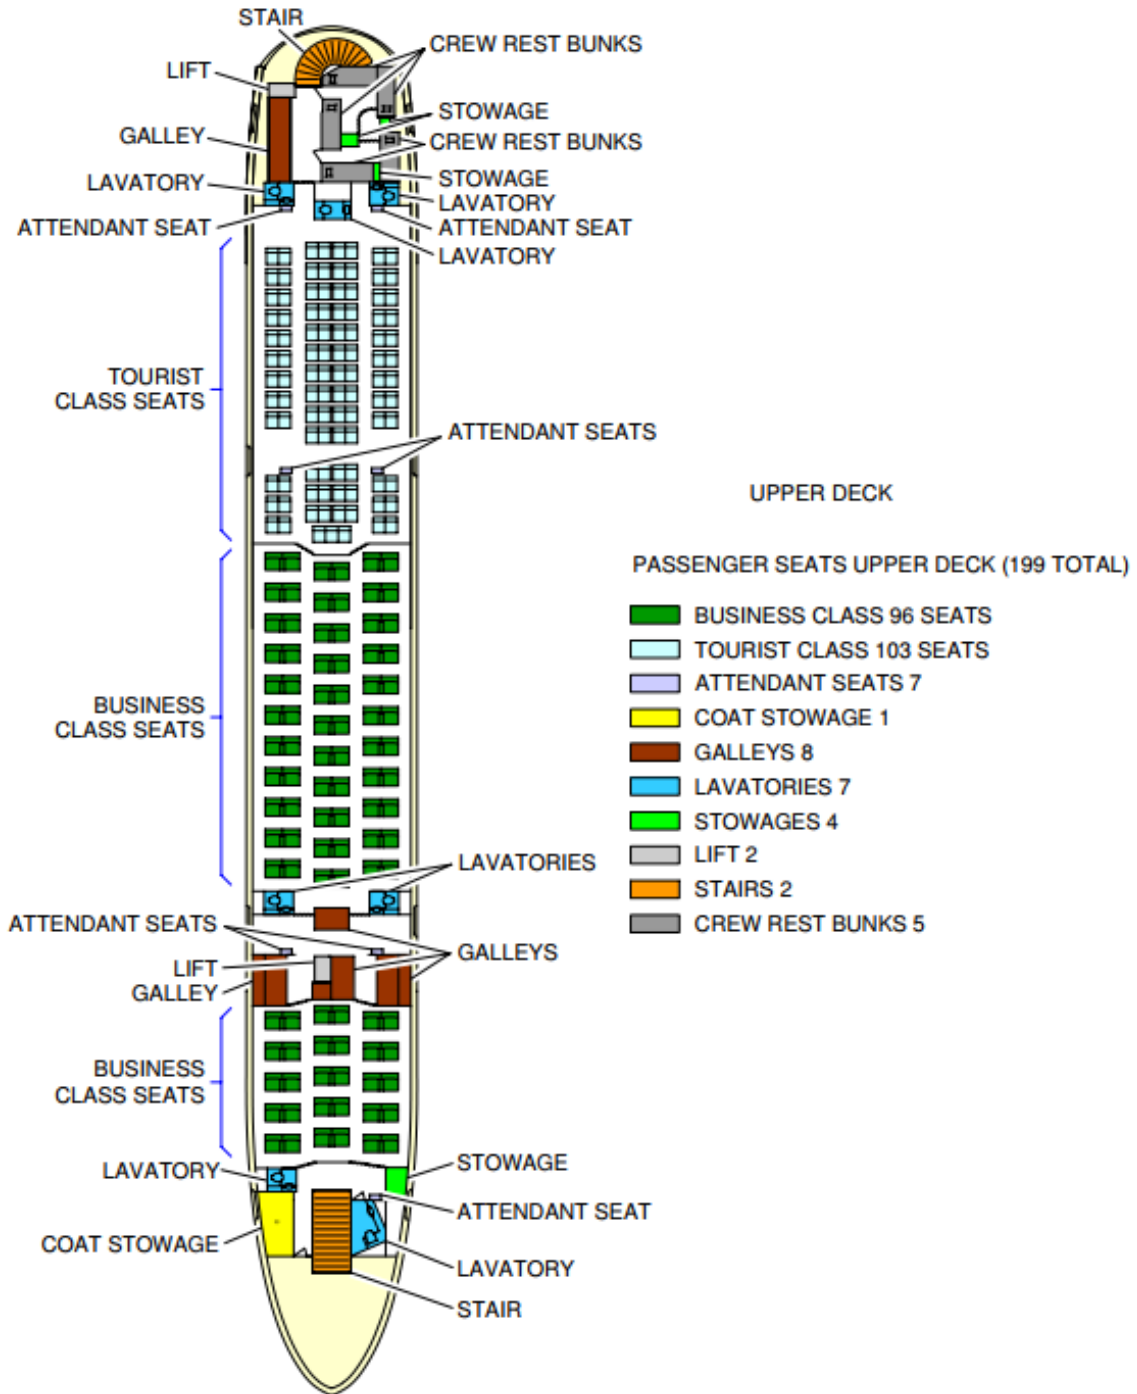 STAIR
CREW REST BUNKS
LIFT
STOWAGE
GALLEY
CREW REST BUNKS
STOWAGE
LAVATORY
LAVATORY
ATTENDANT SEAT
ATTENDANT SEAT
LAVATORY
TOURIST
CLASS SEATS
ATTENDANT SEATS
UPPER DECK
PASSENGER SEATS UPPER DECK (199 TOTAL)
BUSINESS CLASS 96 SEATS
TOURIST CLASS 103 SEATS
ATTENDANT SEATS 7
COAT STOWAGE 1
GALLEYS 8
LAVATORIES 7
STOWAGES 4
LIFT 2
STAIRS 2
CREW REST BUNKS 5
BUSINESS
CLASS SEATS
LAVATORIES
ATTENDANT SEATS
GALLEYS
LIFT
GALLEY
BUSINESS
CLASS SEATS
LAVATORY
STOWAGE
ATTENDANT SEAT
COAT STOWAGE
LAVATORY
STAIR